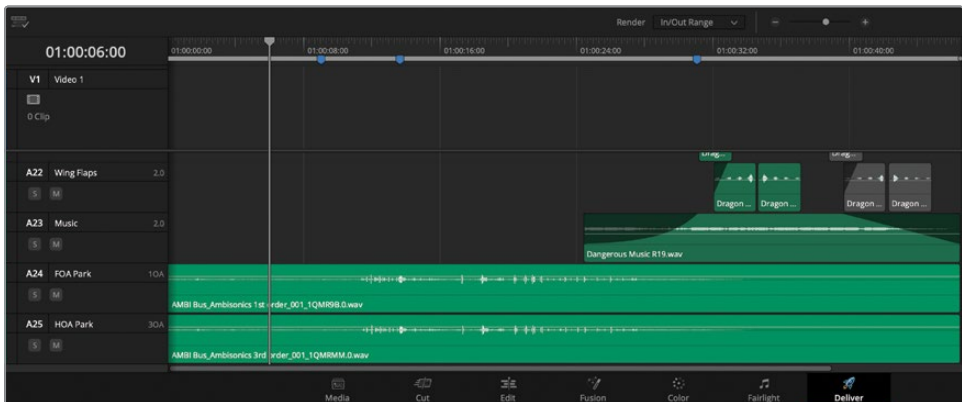 Render In/Out Range
01:00:06:00
01:00:00:00 01:00:08:00 01:00:16:00 01:00:24:00 01:00:32:00 01:00:40:00
V1 Video 1
0 Clip
Drag... Drag...
A22 Wing Flaps 2.0
S M
Dragon ... Dragon ... Dragon ... Dragon ...
A23 Music 2.0
S M
Dangerous Music R19.wav
A24 FOA Park 1OA
S M
AMBI Bus_Ambisonics 1st order_001_1QMR9B.0.wav
A25 HOA Park 3OA
S M
AMBI Bus_Ambisonics 3rd order_001_1QMRMM.0.wav
Media Cut Edit Fusion Color Fairlight Deliver